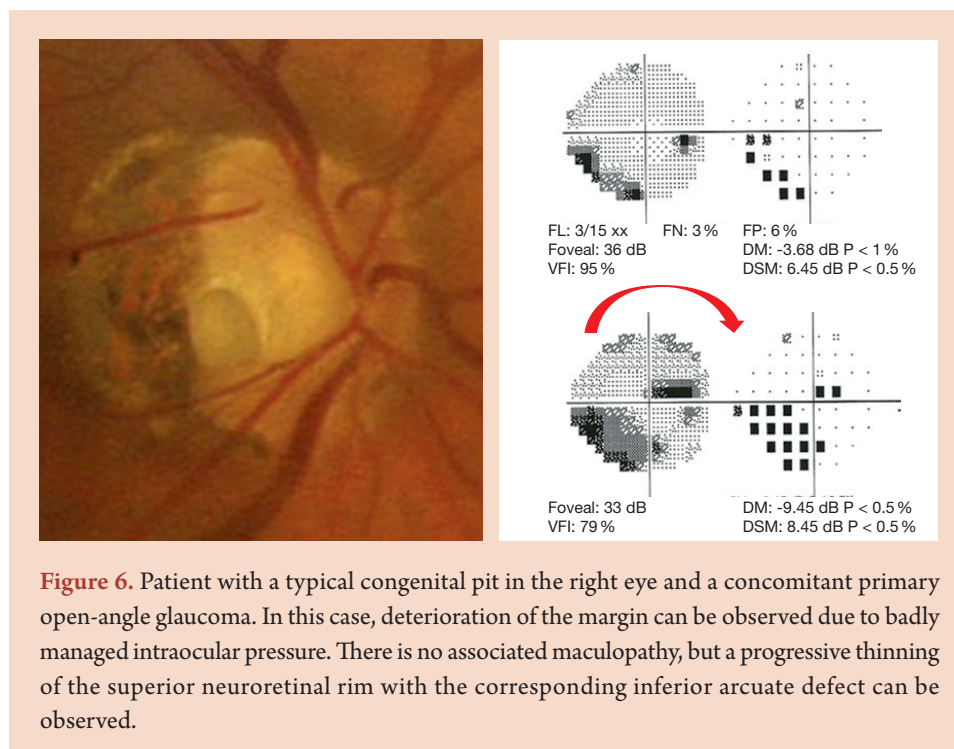 FL: 3/15 xx FN: 3 % FP: 6 %
Foveal: 36 dB DM: -3.68 dB P < 1 %
VFI: 95 % DSM: 6.45 dB P < 0.5 %
Foveal: 33 dB DM: -9.45 dB P < 0.5 %
VFI: 79 % DSM: 8.45 dB P < 0.5 %
Figure 6. Patient with a typical congenital pit in the right eye and a concomitant primary
open-angle glaucoma. In this case, deterioration of the margin can be observed due to badly
managed intraocular pressure. There is no associated maculopathy, but a progressive thinning
of the superior neuroretinal rim with the corresponding inferior arcuate defect can be
observed.